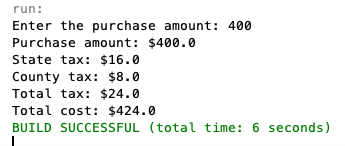 run:
Enter the purchase amount: 400
Purchase amount: $400.0
State tax: $16.0
County tax: $8.0
Total tax: $24.0
Total cost: $424.0
BUILD SUCCESSFUL (total time: 6 seconds)